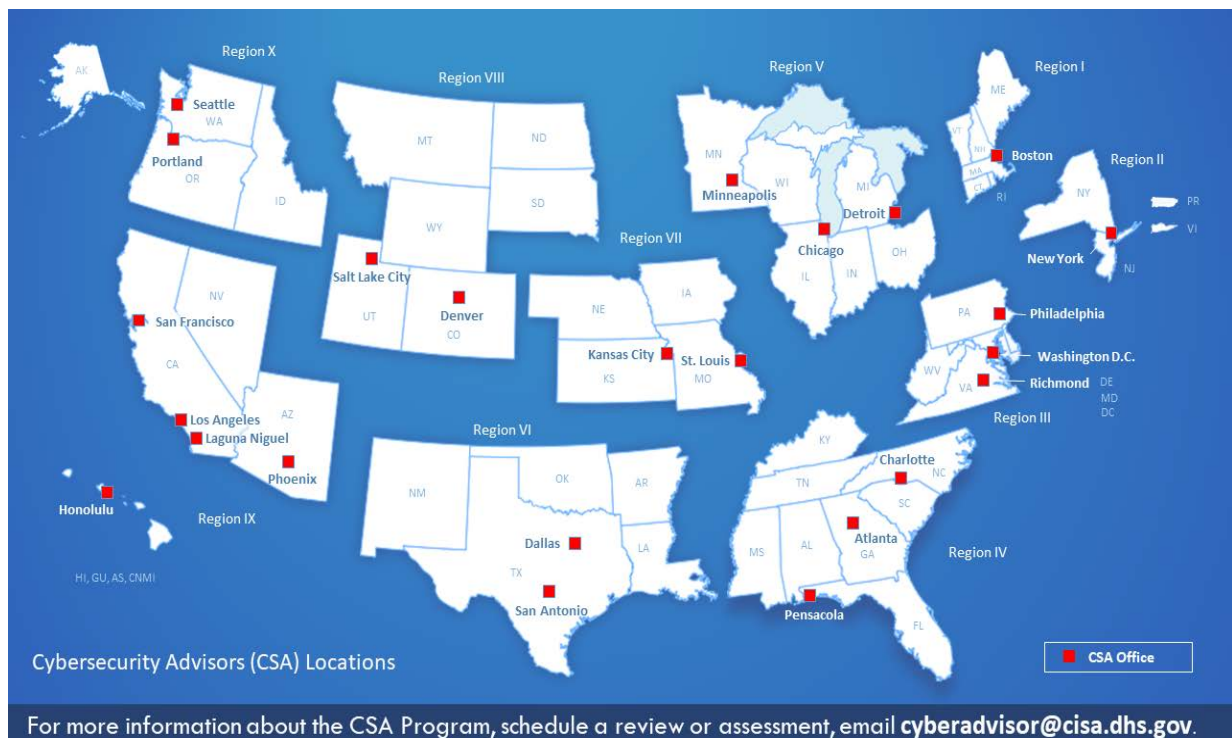 Region X
Region VIII
Region V
Region I
AK
Seattle
WA
Portland
OR
ID
MT
ND
SD
WY
MN
Minneapolis
WI
MI
MI
Detroit
Chicago
IL
IN
OH
ME
VT
NH
Boston
MA
CT
RI
Region II
NY
PR
VI
New York
NJ
Region VII
Salt Lake City
UT
Denver
CO
NV
San Francisco
CA
Los Angeles
Laguna Niguel
AZ
Phoenix
NE
IA
Kansas City
KS
St. Louis
MO
PA
Philadelphia
Washington D.C.
WV
VA
Richmond
DE
MD
DC
Region III
Region VI
NM
OK
AR
Dallas
TX
LA
San Antonio
KY
Charlotte
NC
TN
SC
MS
AL
Atlanta
GA
Region IV
Pensacola
FL
Honolulu
Region IX
HI, GU, AS, CNMI
Cybersecurity Advisors (CSA) Locations
CSA Office
For more information about the CSA Program, schedule a review or assessment, email cyberadvisor@cisa.dhs.gov.